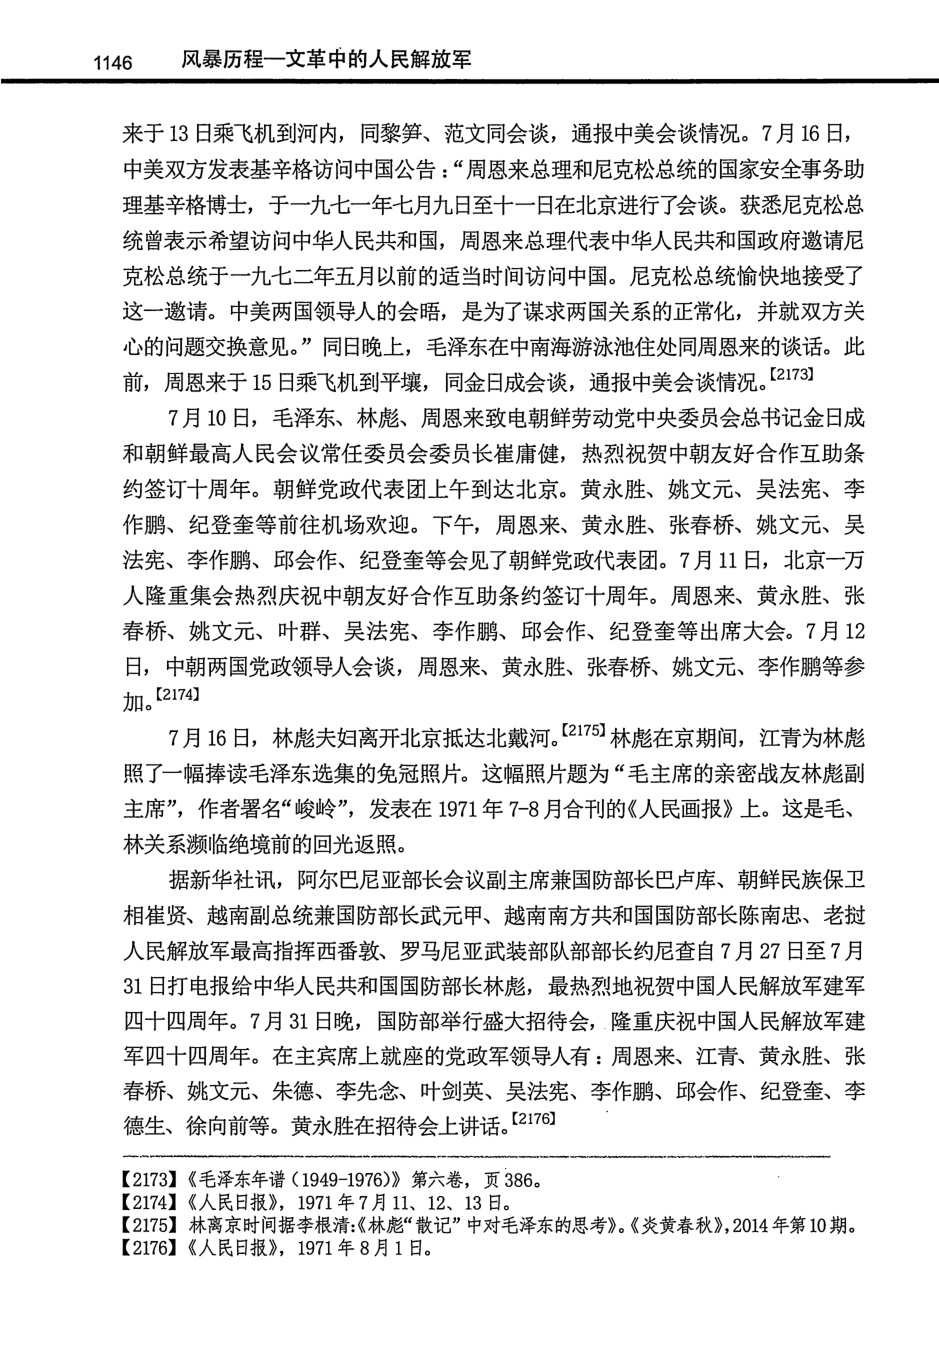 1146 风暴历程—文革中的人民解放军
来于 13 日乘飞机到河内，同黎笋、范文同会谈，通报中美会谈情况。7 月 16 日，
中美双方发表基辛格访问中国公告：“周恩来总理和尼克松总统的国家安全事务助
理基辛格博士，于一九七一年七月九日至十一日在北京进行了会谈。获悉尼克松总
统曾表示希望访问中华人民共和国，周恩来总理代表中华人民共和国政府邀请尼
克松总统于一九七二年五月以前的适当时间访问中国。尼克松总统愉快地接受了
这一邀请。中美两国领导人的会晤，是为了谋求两国关系的正常化，并就双方关
心的问题交换意见。”同日晚上，毛泽东在中南海游泳池住处同周恩来的谈话。此
前，周恩来于 15 日乘飞机到平壤，同金日成会谈，通报中美会谈情况。【2173】
7 月 10 日，毛泽东、林彪、周恩来致电朝鲜劳动党中央委员会总书记金日成
和朝鲜最高人民会议常任委员会委员长崔庸健，热烈祝贺中朝友好合作互助条
约签订十周年。朝鲜党政代表团上午到达北京。黄永胜、姚文元、吴法宪、李
作鹏、纪登奎等前往机场欢迎。下午，周恩来、黄永胜、张春桥、姚文元、吴
法宪、李作鹏、邱会作、纪登奎等会见了朝鲜党政代表团。7 月 11 日，北京一万
人隆重集会热烈庆祝中朝友好合作互助条约签订十周年。周恩来、黄永胜、张
春桥、姚文元、叶群、吴法宪、李作鹏、邱会作、纪登奎等出席大会。7 月 12
日，中朝两国党政领导人会谈，周恩来、黄永胜、张春桥、姚文元、李作鹏等参
加。【2174】
7 月 16 日，林彪夫妇离开北京抵达北戴河。【2175】林彪在京期间，江青为林彪
照了一幅捧读毛泽东选集的免冠照片。这幅照片题为“毛主席的亲密战友林彪副
主席”，作者署名“峻岭”，发表在 1971 年 7-8 月合刊的《人民画报》上。这是毛、
林关系濒临绝境前的回光返照。
据新华社讯，阿尔巴尼亚部长会议副主席兼国防部长巴卢库、朝鲜民族保卫
相崔贤、越南副总统兼国防部长武元甲、越南南方共和国国防部长陈南忠、老挝
人民解放军最高指挥西番敦、罗马尼亚武装部队部部长约尼查自 7 月 27 日至 7 月
31 日打电报给中华人民共和国国防部长林彪，最热烈地祝贺中国人民解放军建军
四十四周年。7 月 31 日晚，国防部举行盛大招待会，隆重庆祝中国人民解放军建
军四十四周年。在主宾席上就座的党政军领导人有：周恩来、江青、黄永胜、张
春桥、姚文元、朱德、李先念、叶剑英、吴法宪、李作鹏、邱会作、纪登奎、李
德生、徐向前等。黄永胜在招待会上讲话。【2176】
【2173】《毛泽东年谱（1949-1976）》第六卷，页 386。
【2174】《人民日报》，1971 年 7 月 11、12、13 日。
【2175】 林离京时间据李根清：《林彪“散记”中对毛泽东的思考》。《炎黄春秋》，2014 年第 10 期。
【2176】《人民日报》，1971 年 8 月 1 日。